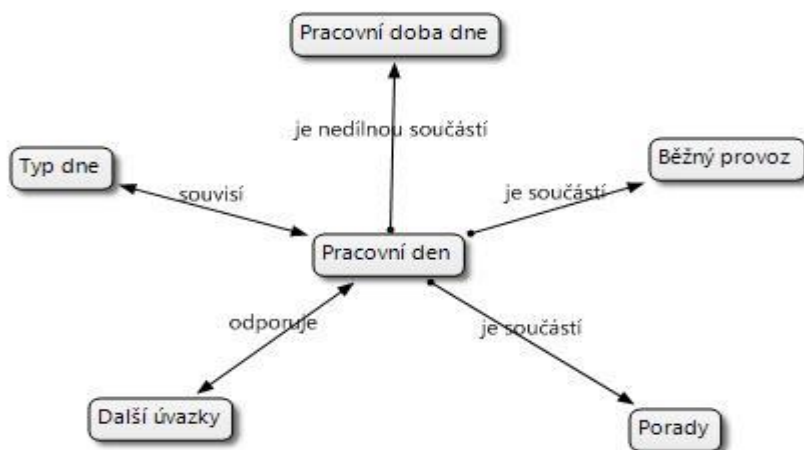 Pracovní doba dne
je nedílnou součástí
Typ dne
Běžný provoz
souvisí
je součástí
Pracovní den
odporuje
je součástí
Další úvazky
Porady